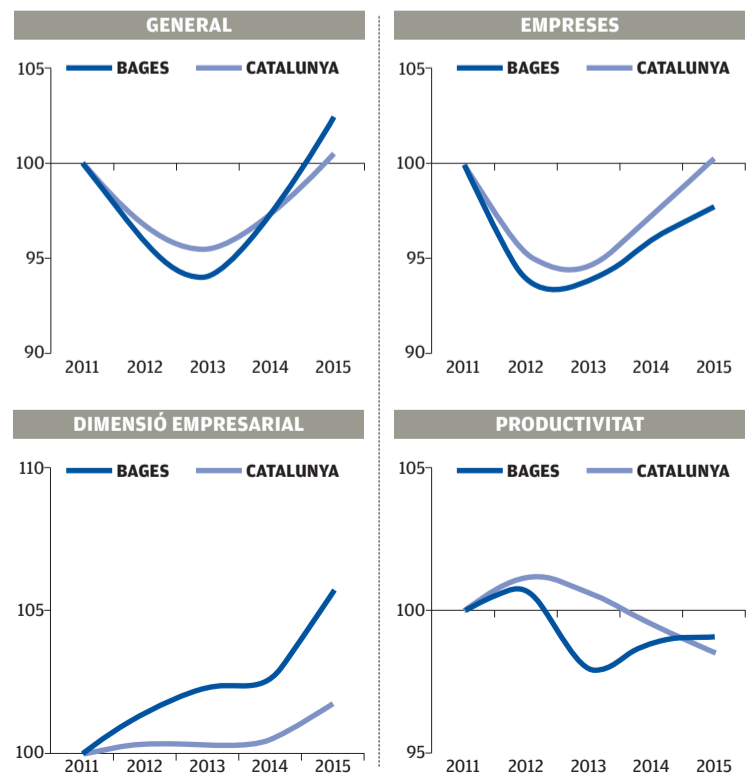 GENERAL
BAGES CATALUNYA
105
100
95
90
2011 2012 2013 2014 2015
EMPRESES
BAGES CATALUNYA
105
100
95
90
2011 2012 2013 2014 2015
DIMENSIÓ EMPRESARIAL
110
BAGES CATALUNYA
105
100
2011 2012 2013 2014 2015
PRODUCTIVITAT
105
BAGES CATALUNYA
100
95
2011 2012 2013 2014 2015